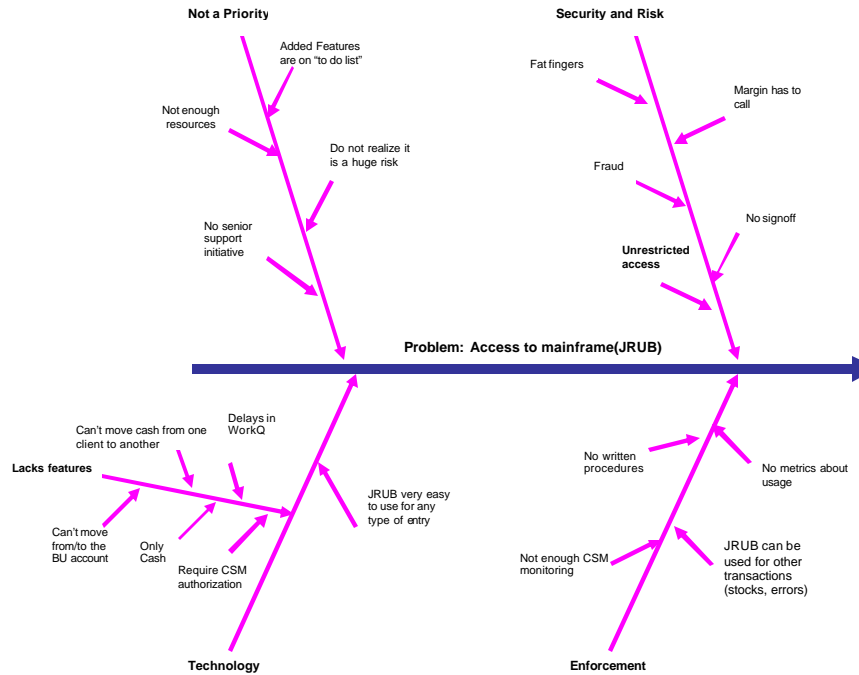 Not a Priority
Security and Risk
Added Features
are on “to do list”
Not enough
resources
Do not realize it
is a huge risk
No senior
support
initiative
Fat fingers
Margin has to
call
Fraud
No signoff
Unrestricted
access
Problem: Access to mainframe(JRUB)
Lacks features
Can’t move cash from one
client to another
Delays in
WorkQ
Can’t move
from/to the
BU account
Only
Cash
Require CSM
authorization
JRUB very easy
to use for any
type of entry
No written
procedures
No metrics about
usage
Not enough CSM
monitoring
JRUB can be
used for other
transactions
(stocks, errors)
Technology
Enforcement